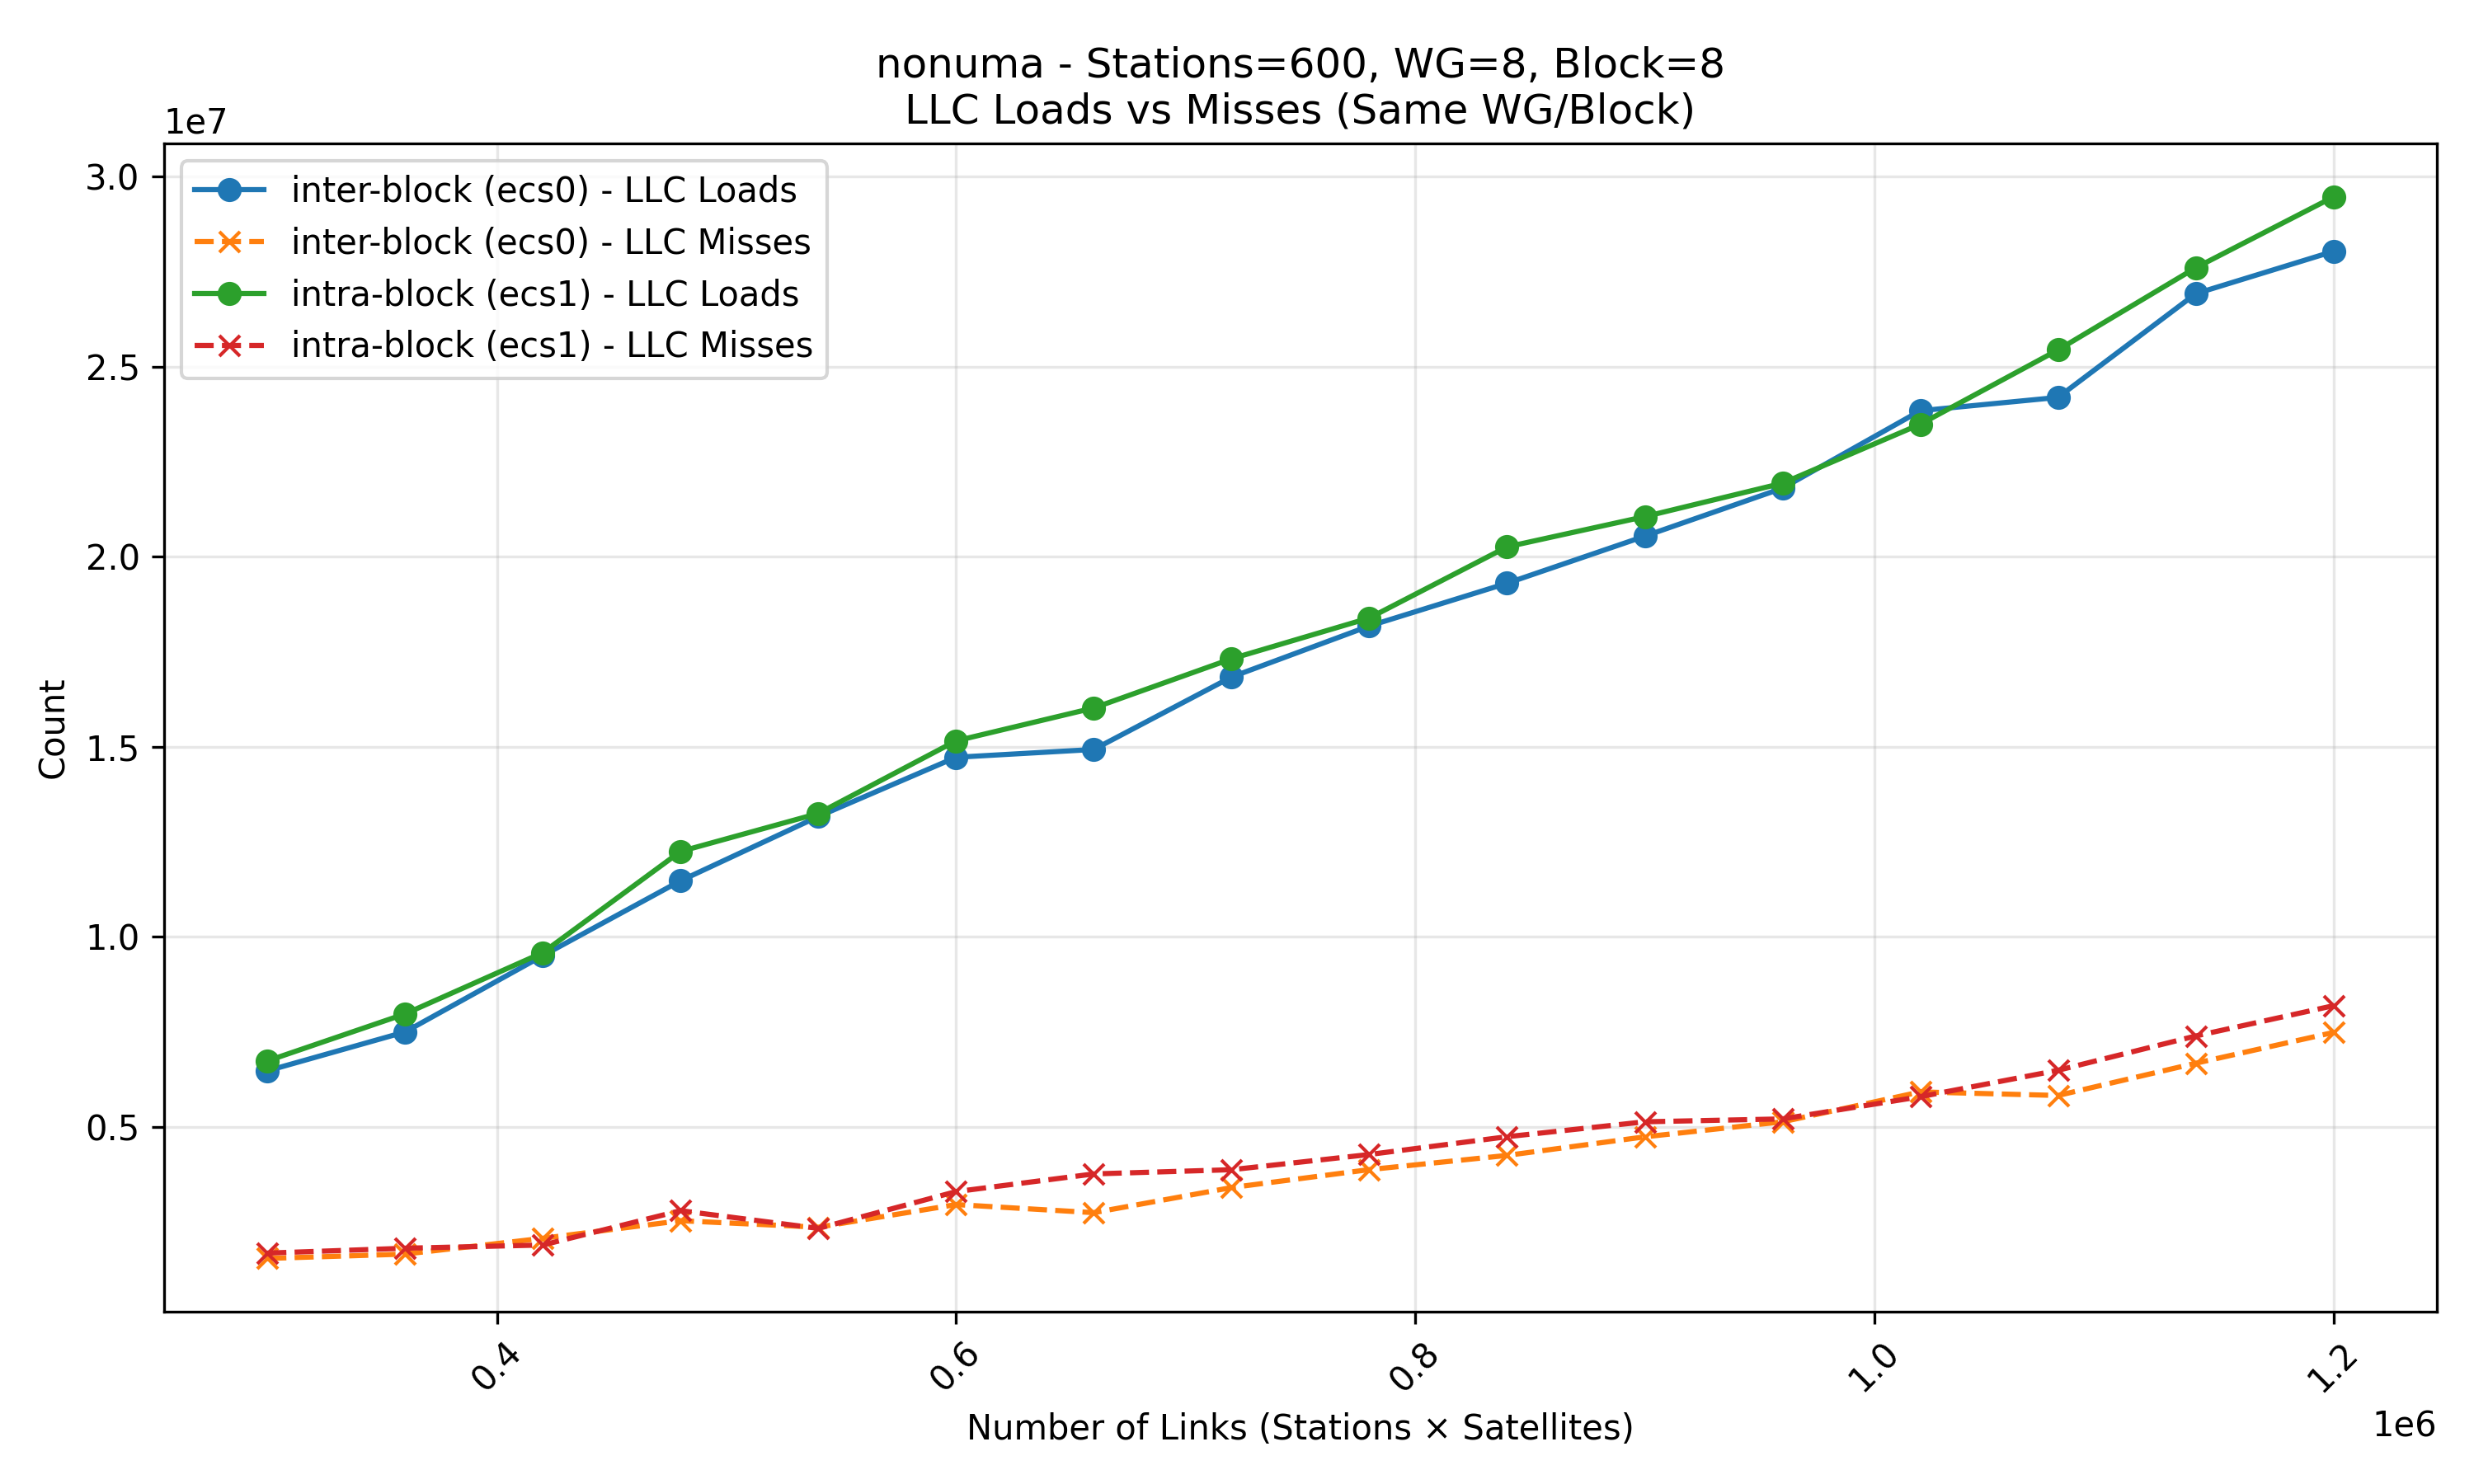 nonuma - Stations=600, WG=8, Block=8
LLC Loads vs Misses (Same WG/Block)
1e7
inter-block (ecs0) - LLC Loads
inter-block (ecs0) - LLC Misses
intra-block (ecs1) - LLC Loads
intra-block (ecs1) - LLC Misses
3.0
2.5
2.0
1.5
1.0
0.5
Count
0.4
0.6
0.8
1.0
1.2
Number of Links (Stations × Satellites)
1e6